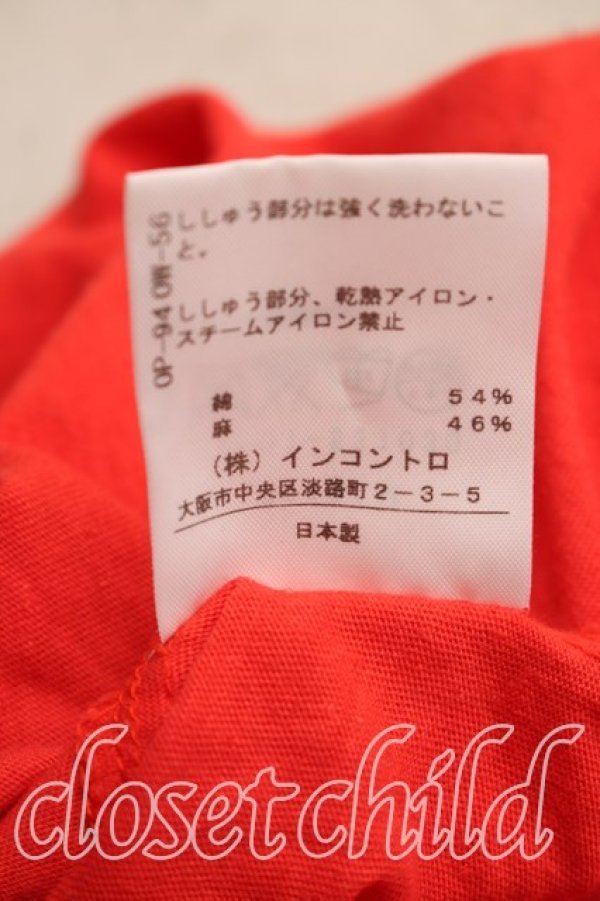 ししゅう部分は強く洗わないこ
と。
ししゅう部分、乾熱アイロン・
スチームアイロン禁止
綿 54%
麻 46%
(株) インコントロ
大阪市中央区淡路町2-3-5
日本製
OP-940W-56
closet child